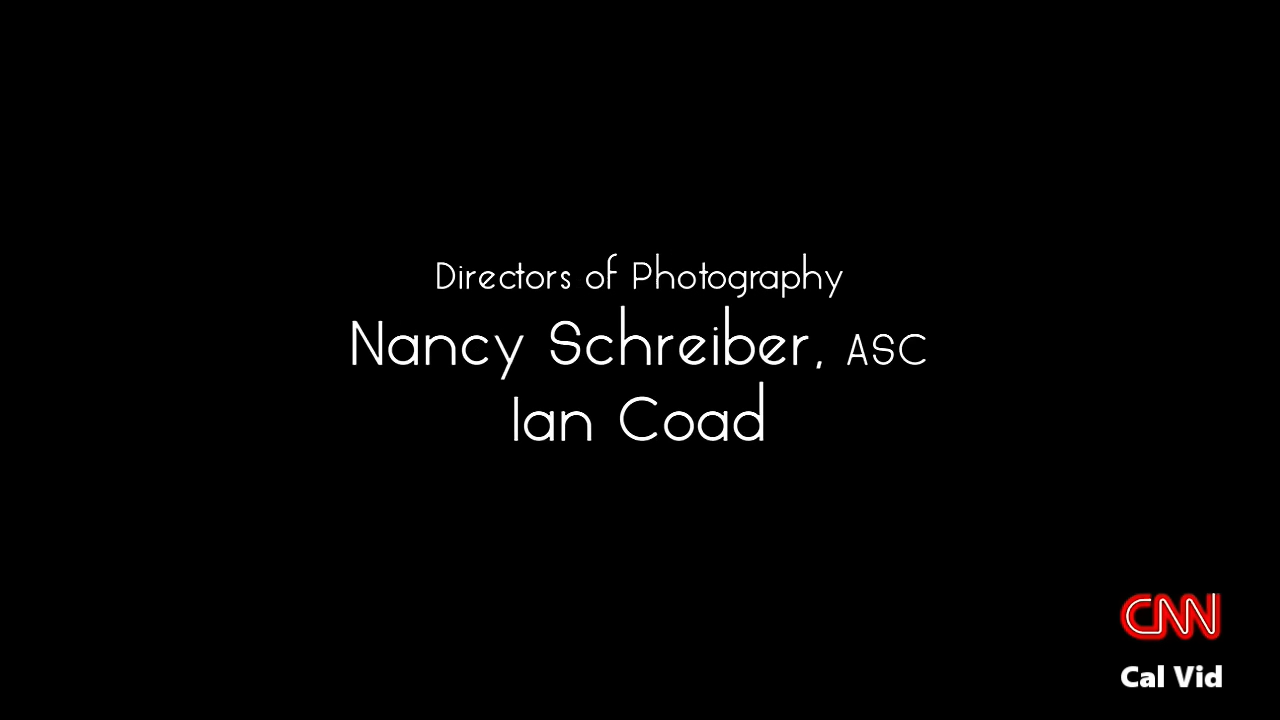 Directors of Photography
Nancy Schreiber, ASC
Ian Coad
CNN
Cal Vid